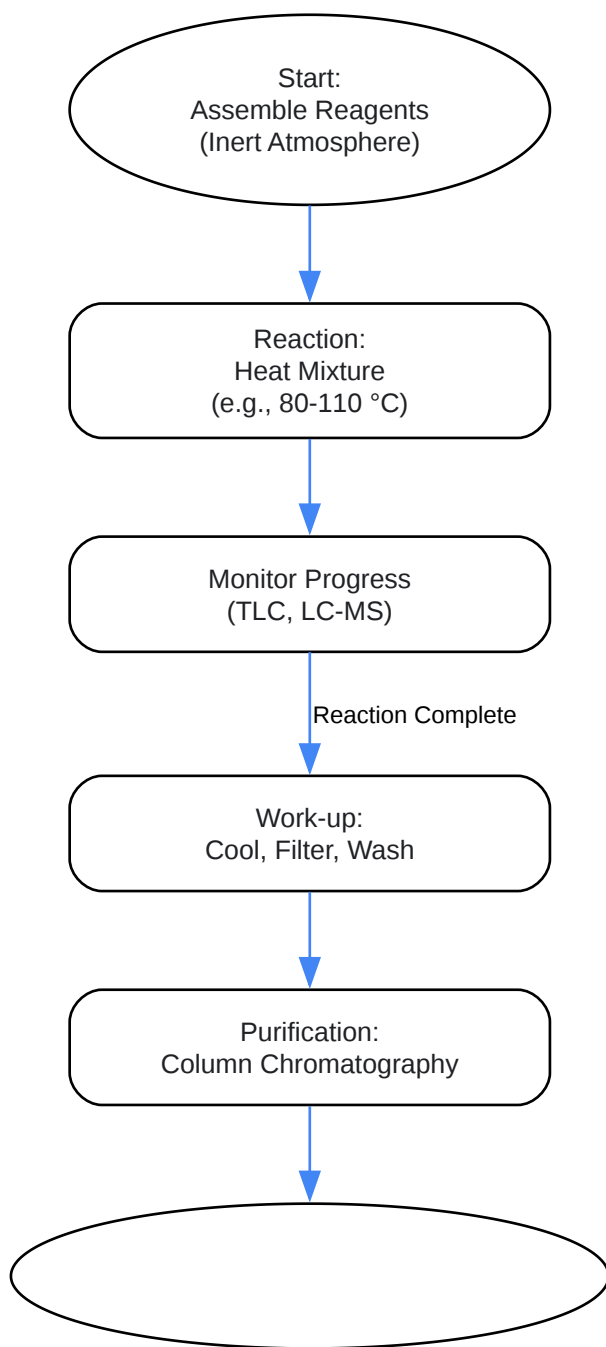 Start:
Assemble Reagents
(Inert Atmosphere)
Reaction:
Heat Mixture
(e.g., 80-110 °C)
Monitor Progress
(TLC, LC-MS)
Reaction Complete
Work-up:
Cool, Filter, Wash
Purification:
Column Chromatography